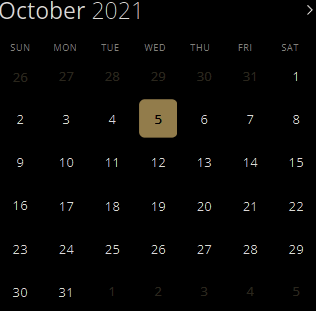 October 2021
SUN MON TUE WED THU FRI SAT
26 27 28 29 30 31 1
2 3 4 5 6 7 8
9 10 11 12 13 14 15
16 17 18 19 20 21 22
23 24 25 26 27 28 29
30 31 1 2 3 4 5